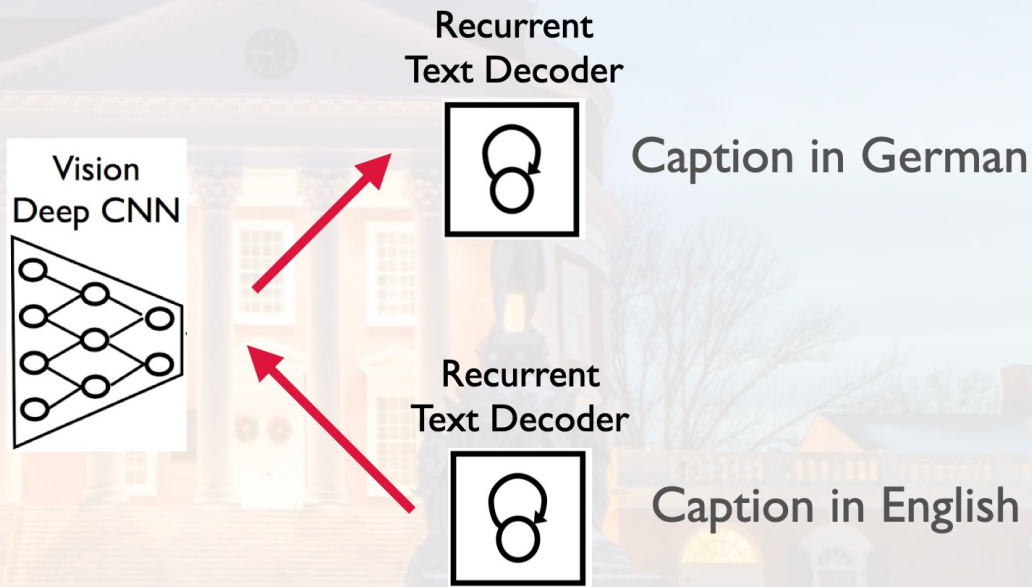 Recurrent
Text Decoder
Caption in German
Vision
Deep CNN
Recurrent
Text Decoder
Caption in English